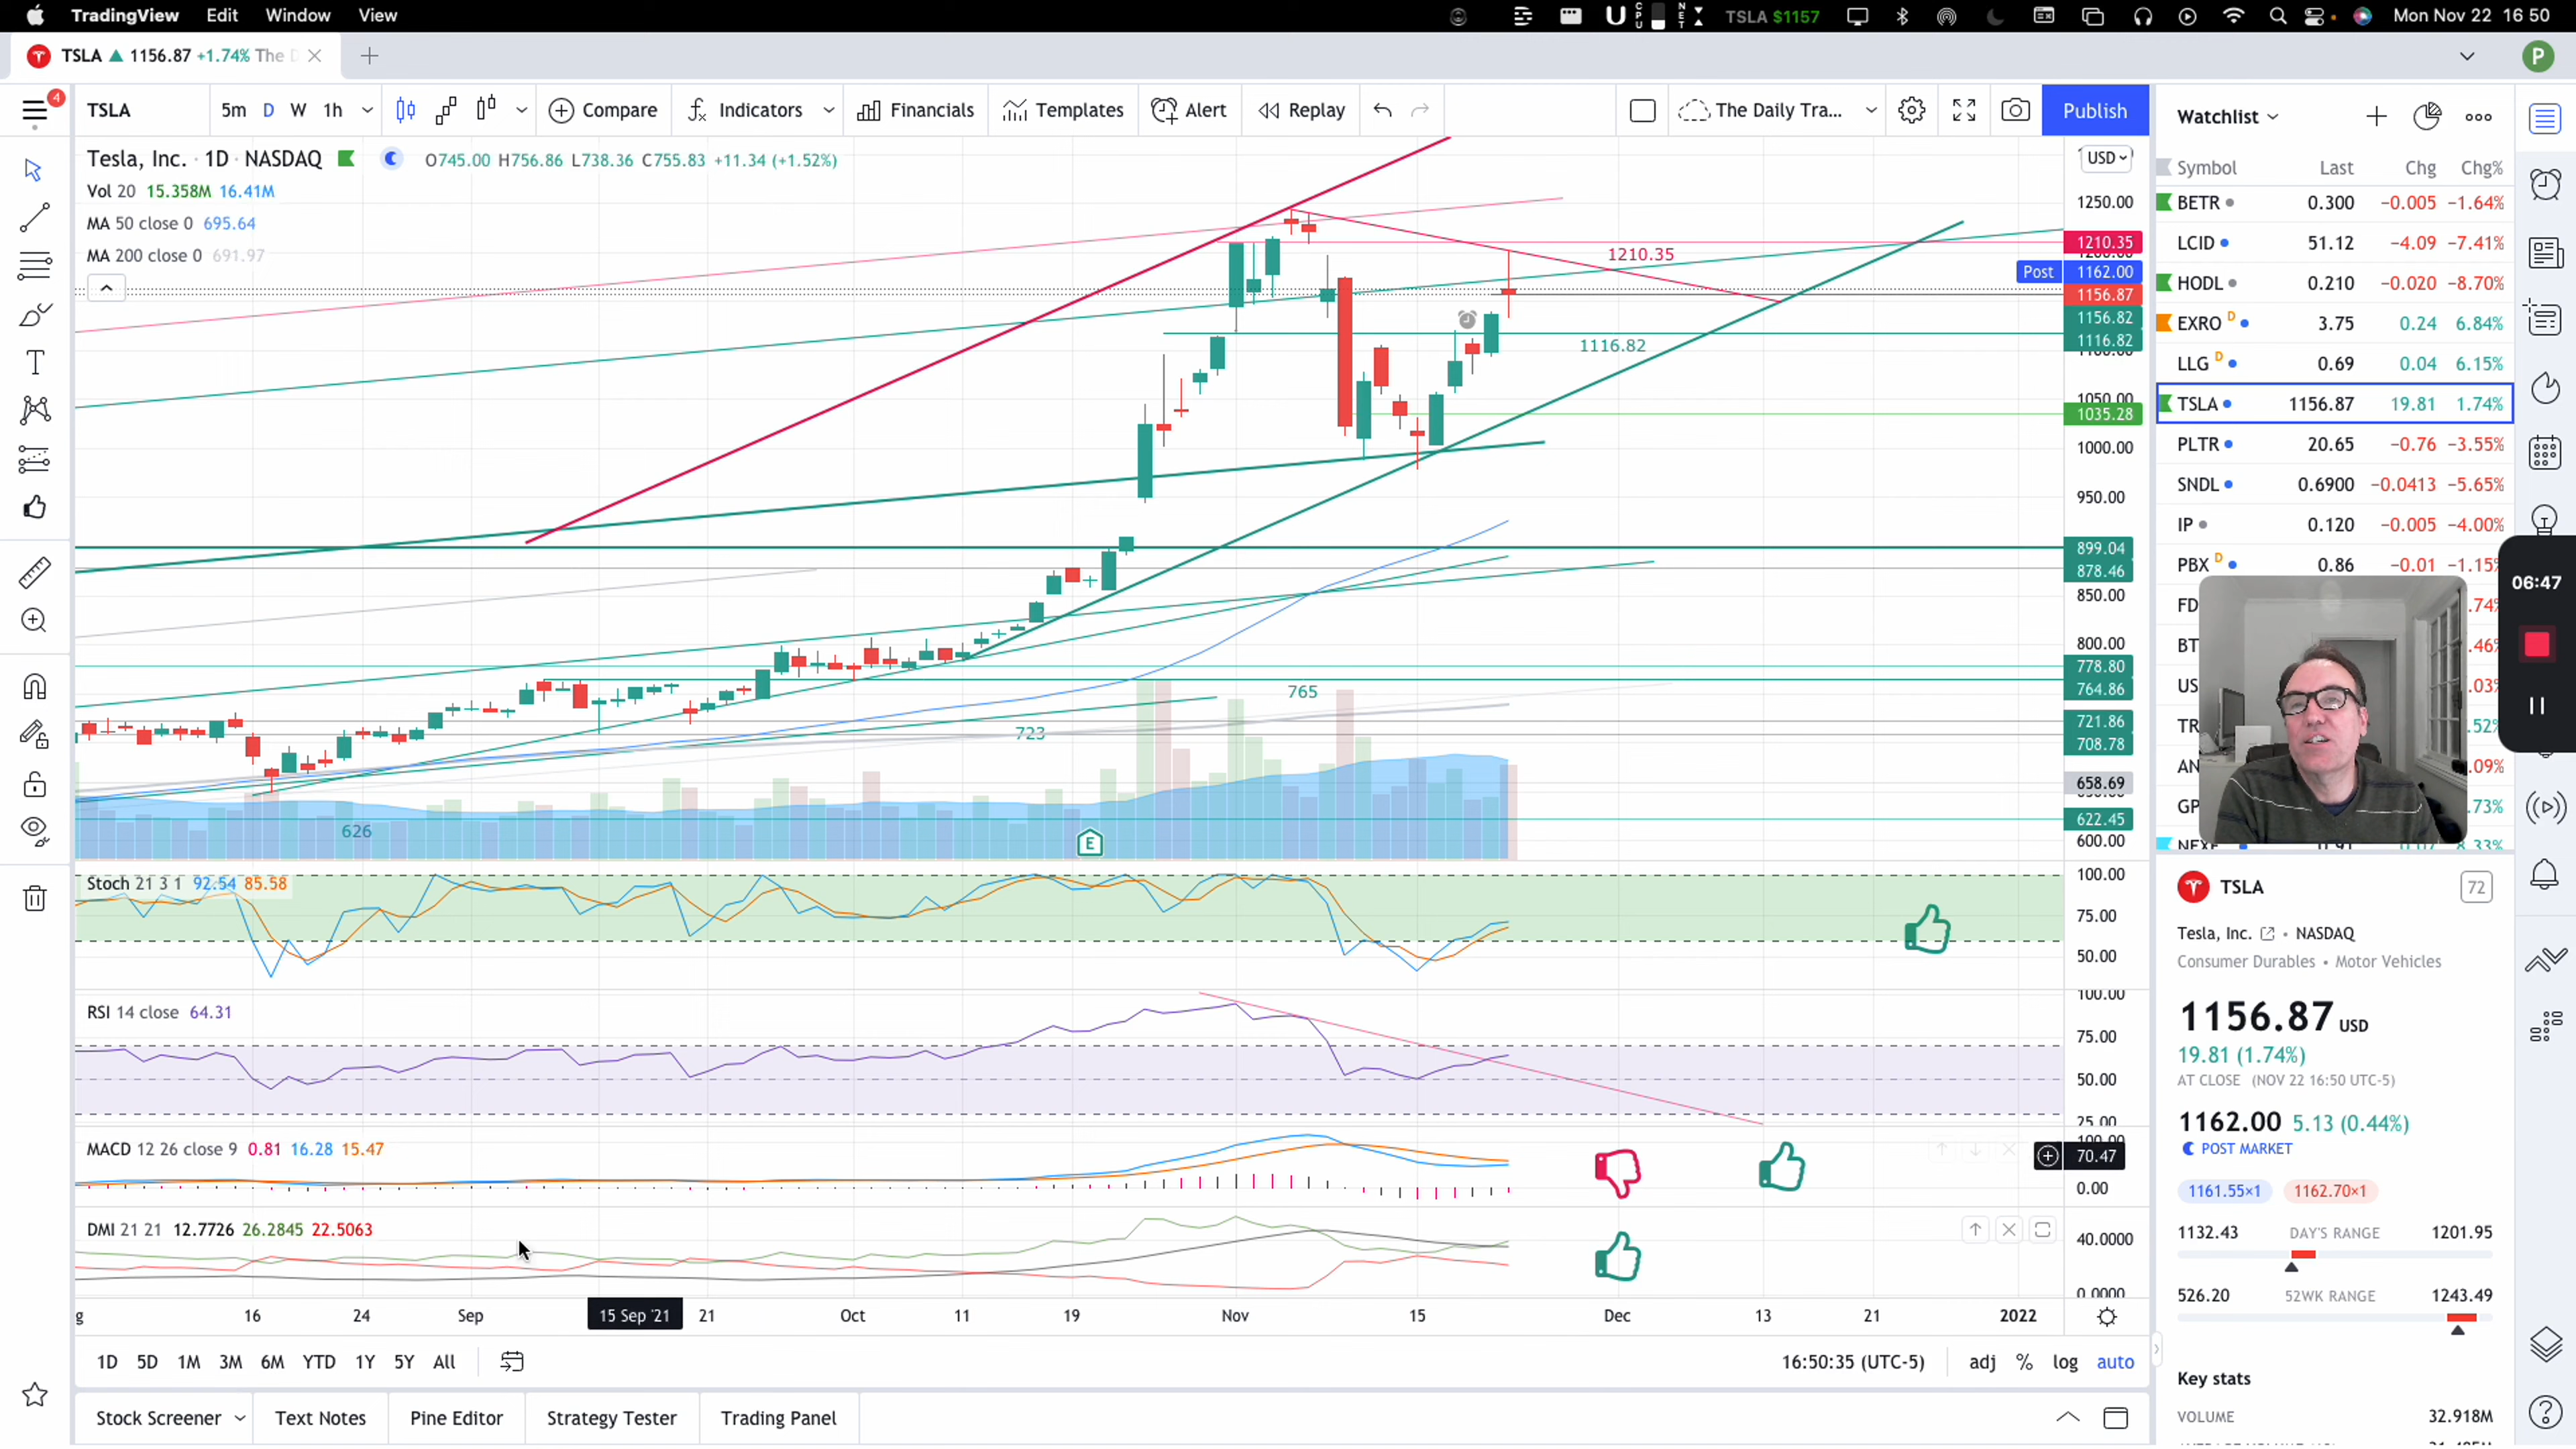 TradingView Edit Window View
TSLA $1157
Mon Nov 22 16 50
TSLA ▲ 1156.87 +1.74% The D
P
4
TSLA 5m D W 1h Compare Indicators Financials Templates Alert Replay The Daily Tra... Publish
Tesla, Inc. · 1D · NASDAQ O745.00 H756.86 L738.36 C755.83 +11.34 (+1.52%)
Vol 20 15.358M 16.41M
MA 50 close 0 695.64
MA 200 close 0 691.97
USD
1250.00
1210.35
1210.35
Post 1162.00
1156.87
1156.82
1116.82
1116.82
1050.00
1035.28
1000.00
950.00
899.04
878.46
850.00
800.00
778.80
764.86
765
721.86
723
708.78
658.69
622.45
626
600.00
E
Stoch 21 3 1 92.54 85.58
100.00
75.00
50.00
RSI 14 close 64.31
100.00
75.00
50.00
25.00
MACD 12 26 close 9 0.81 16.28 15.47
70.47
0.00
DMI 21 21 12.7726 26.2845 22.5063
40.0000
0.0000
16 24 Sep 15 Sep '21 21 Oct 11 19 Nov 15 Dec 13 21 2022
1D 5D 1M 3M 6M YTD 1Y 5Y All
16:50:35 (UTC-5) adj % log auto
Stock Screener Text Notes Pine Editor Strategy Tester Trading Panel
Watchlist
Symbol Last Chg Chg%
BETR 0.300 −0.005 −1.64%
LCID 51.12 −4.09 −7.41%
HODL 0.210 −0.020 −8.70%
EXRO D 3.75 0.24 6.84%
LLG D 0.69 0.04 6.15%
TSLA 1156.87 19.81 1.74%
PLTR 20.65 −0.76 −3.55%
SNDL 0.6900 −0.0413 −5.65%
IP 0.120 −0.005 −4.00%
PBX D 0.86 −0.01 −1.15%
06:47
FD .74%
BT .46%
US .03%
TR .52%
AN .09%
GP .73%
TSLA 72
Tesla, Inc. • NASDAQ
Consumer Durables • Motor Vehicles
1156.87 USD
19.81 (1.74%)
AT CLOSE (NOV 22 16:50 UTC-5)
1162.00 5.13 (0.44%)
POST MARKET
1161.55×1 1162.70×1
1132.43 DAY'S RANGE 1201.95
526.20 52WK RANGE 1243.49
Key stats
VOLUME 32.918M